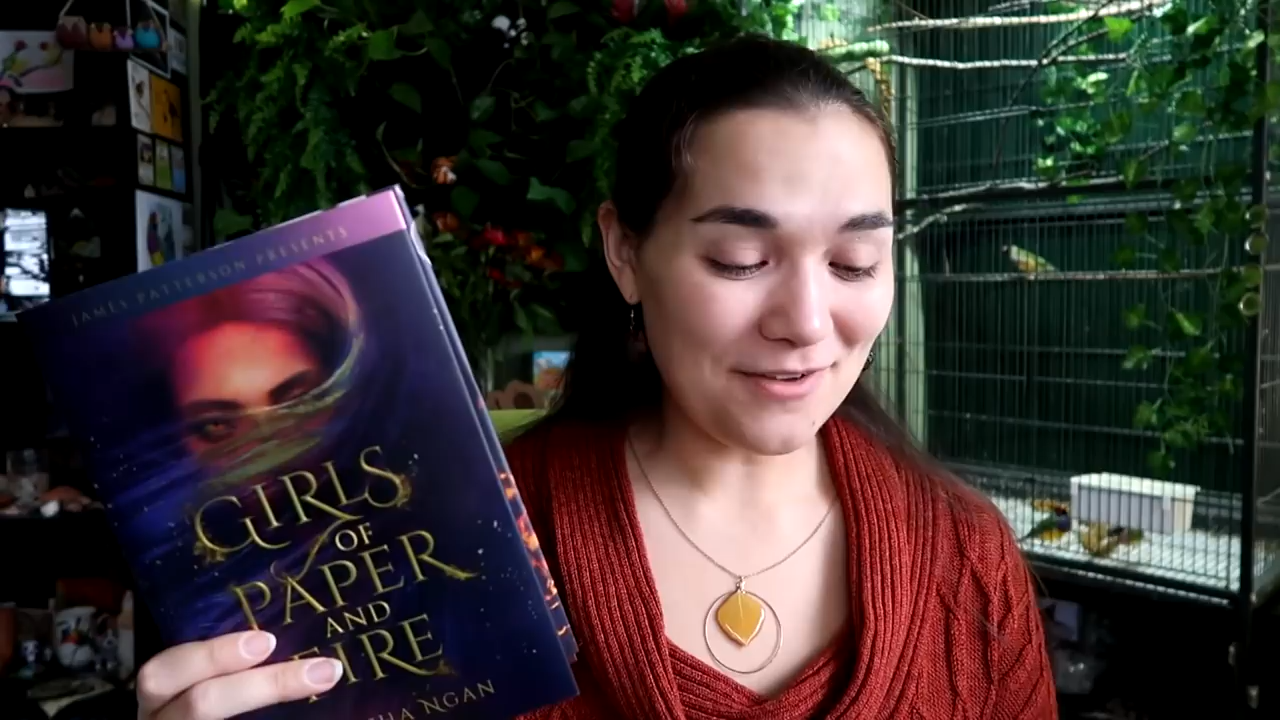 JAMES PATTERSON PRESENTS
GIRLS
OF
PAPER
AND
FIRE
NGAN